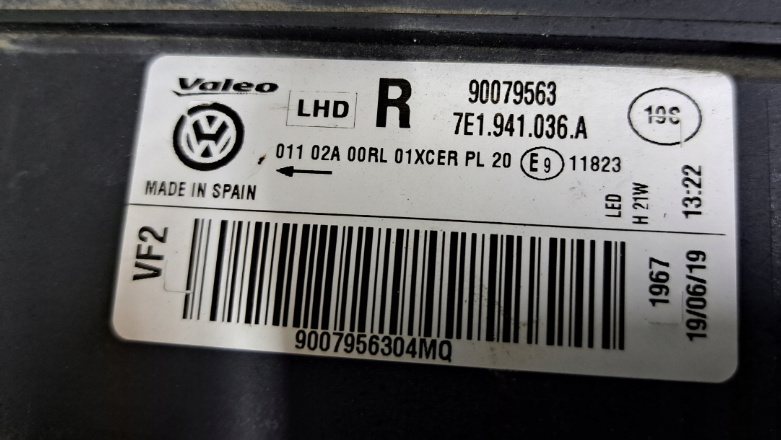 Valeo
LHD
R
90079563
7E1.941.036.A
19S
011 02A 00RL 01XCER PL 20 E9 11823
MADE IN SPAIN
LED
H 21W
13:22
VF2
1967
19/06/19
9007956304MQ